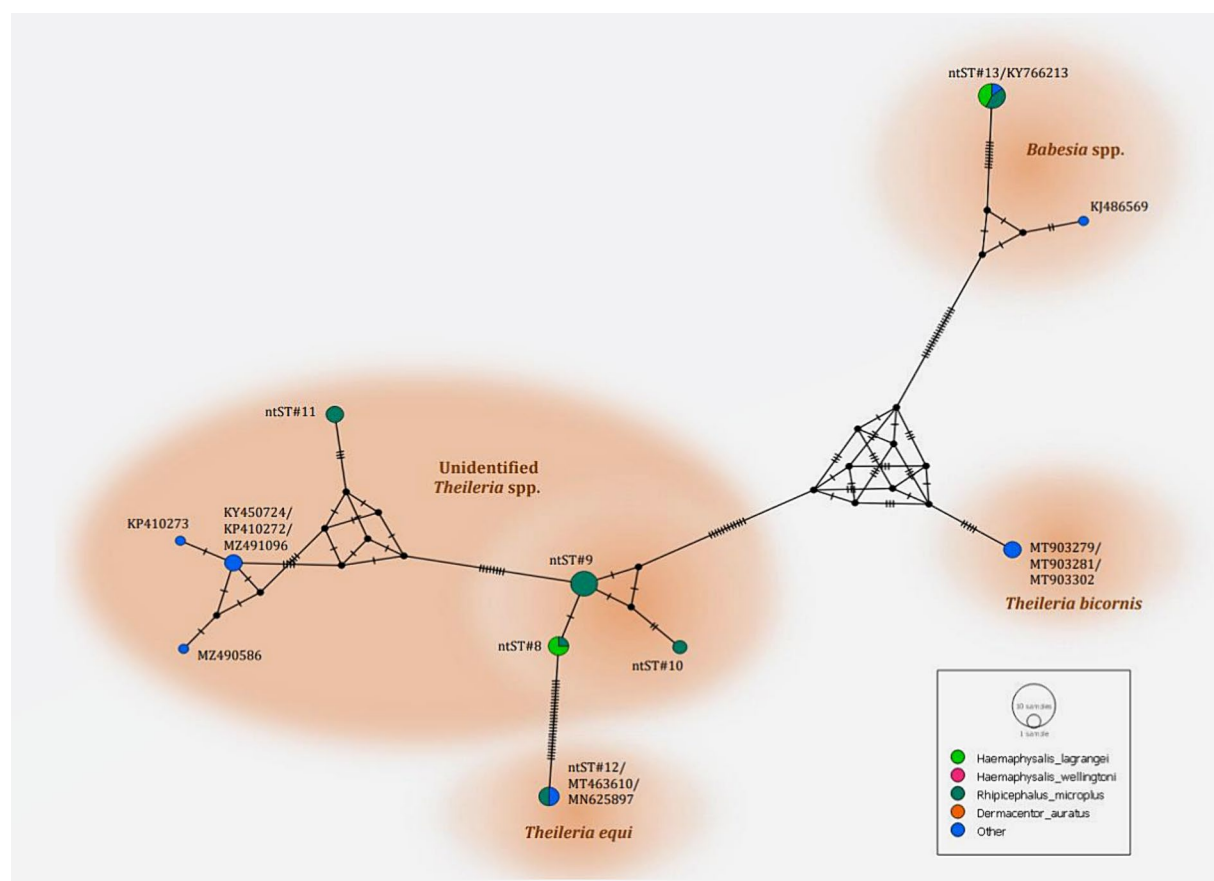 ntST#13/KY766213
Babesia spp.
KJ486569
ntST#11
Unidentified
Theileria spp.
KP410273
KY450724/
KP410272/
MZ491096
ntST#9
MT903279/
MT903281/
MT903302
Theileria bicornis
ntST#8
ntST#10
MZ490586
ntST#12/
MT463610/
MN625897
Theileria equi
10 samples
1 sample
Haemaphysalis_lagrangei
Haemaphysalis_wellingtoni
Rhipicephalus_microplus
Dermacentor_auratus
Other